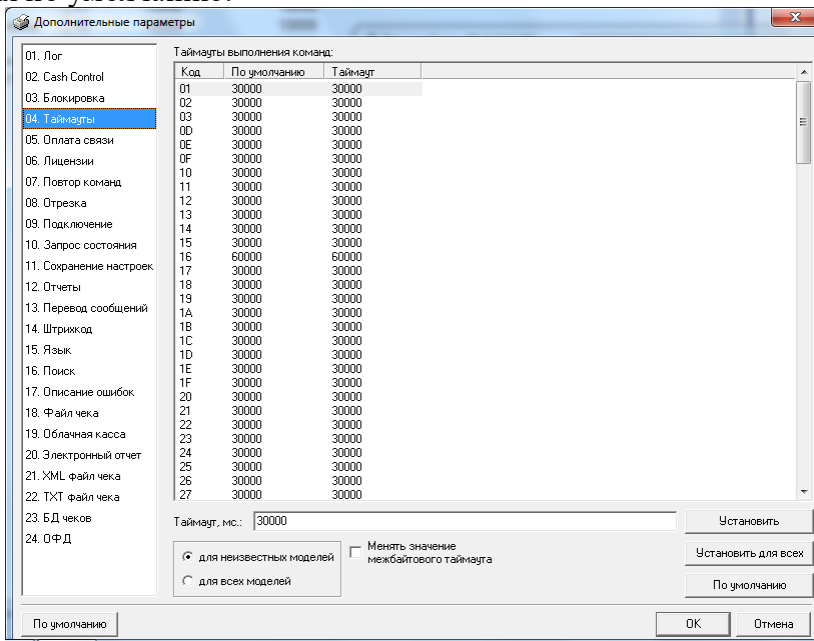 по умолчанию.
Дополнительные параметры
01. Лог
02. Cash Control
03. Блокировка
04. Таймауты
05. Оплата связи
06. Лицензии
07. Повтор команд
08. Отрезка
09. Подключение
10. Запрос состояния
11. Сохранение настроек
12. Отчеты
13. Перевод сообщений
14. Штрихкод
15. Язык
16. Поиск
17. Описание ошибок
18. Файл чека
19. Облачная касса
20. Электронный отчет
21. XML файл чека
22. TXT файл чека
23. БД чеков
24. ОФД
Таймауты выполнения команд:
Код По умолчанию Таймаут
01 30000 30000
02 30000 30000
03 30000 30000
0D 30000 30000
0E 30000 30000
0F 30000 30000
10 30000 30000
11 30000 30000
12 30000 30000
13 30000 30000
14 30000 30000
15 30000 30000
16 60000 60000
17 30000 30000
18 30000 30000
19 30000 30000
1A 30000 30000
1B 30000 30000
1C 30000 30000
1D 30000 30000
1E 30000 30000
1F 30000 30000
20 30000 30000
21 30000 30000
22 30000 30000
23 30000 30000
24 30000 30000
25 30000 30000
26 30000 30000
27 30000 30000
Таймаут, мс.: 30000
Установить
для неизвестных моделей
для всех моделей
Менять значение
межбайтового таймаута
Установить для всех
По умолчанию
По умолчанию
OK
Отмена